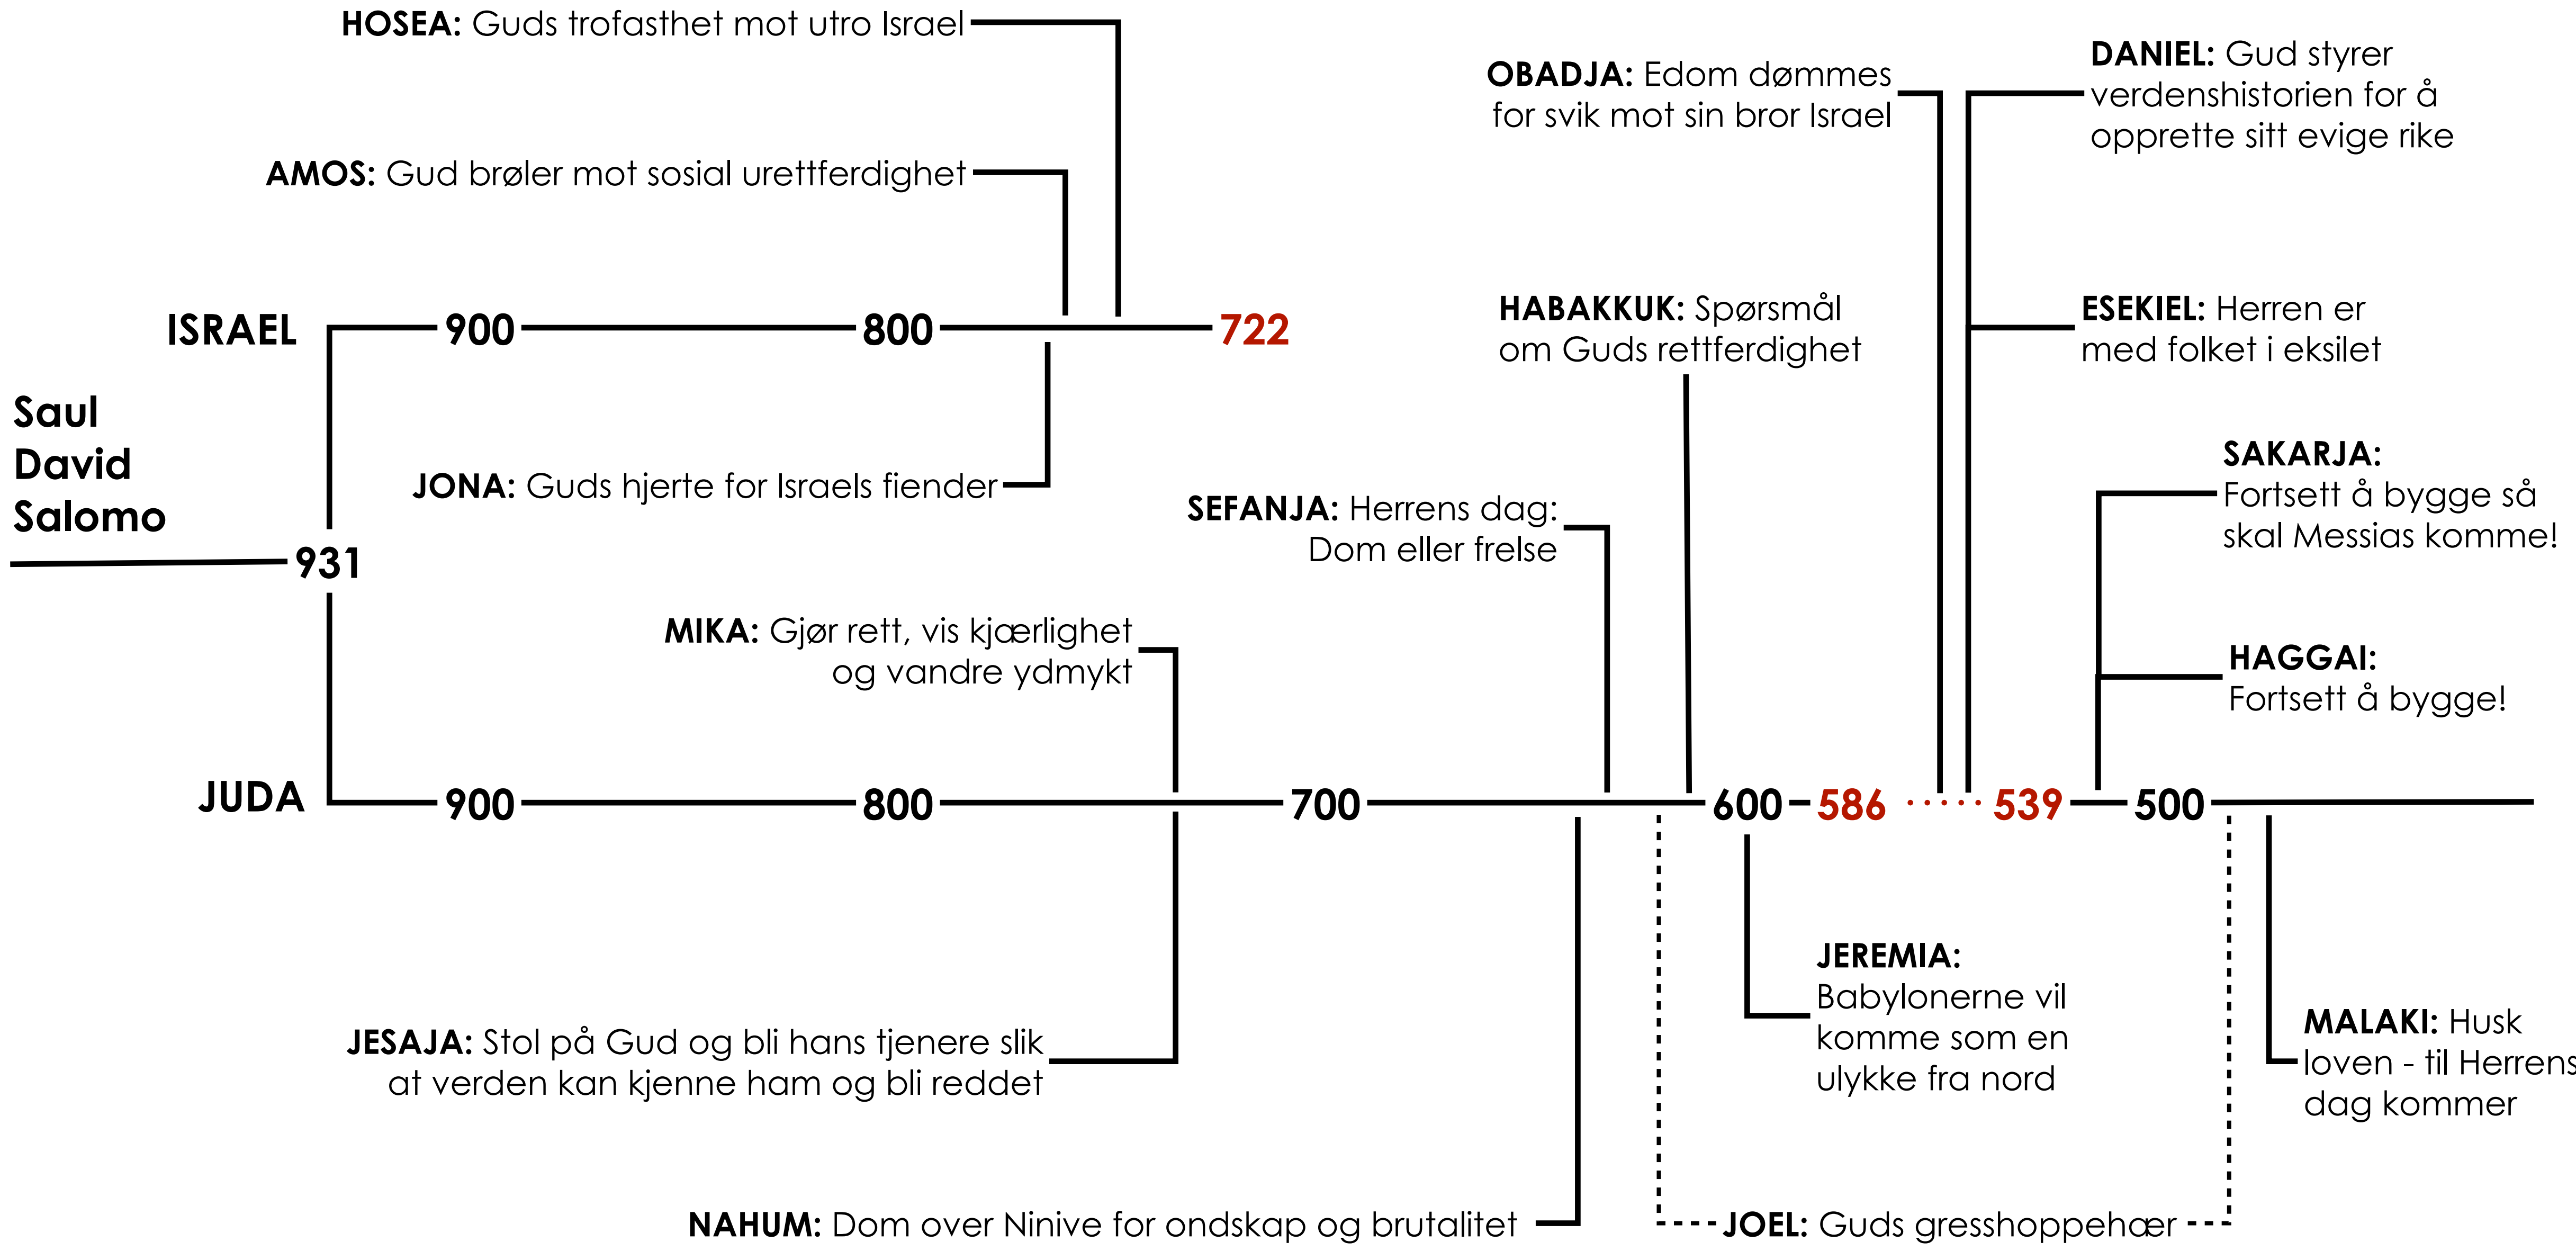 HOSEA: Guds trofasthet mot utro Israel
AMOS: Gud brøler mot sosial urettferdighet
OBADJA: Edom dømmes
for svik mot sin bror Israel
DANIEL: Gud styrer
verdenshistorien for å
opprette sitt evige rike
ISRAEL
900
800
722
HABAKKUK: Spørsmål
om Guds rettferdighet
ESEKIEL: Herren er
med folket i eksilet
Saul
David
Salomo
931
JONA: Guds hjerte for Israels fiender
SEFANJA: Herrens dag:
Dom eller frelse
SAKARJA:
Fortsett å bygge så
skal Messias komme!
MIKA: Gjør rett, vis kjærlighet
og vandre ydmykt
HAGGAI:
Fortsett å bygge!
JUDA
900
800
700
600
586
539
500
JESAJA: Stol på Gud og bli hans tjenere slik
at verden kan kjenne ham og bli reddet
JEREMIA:
Babylonerne vil
komme som en
ulykke fra nord
MALAKI: Husk
loven - til Herrens
dag kommer
NAHUM: Dom over Ninive for ondskap og brutalitet
JOEL: Guds gresshoppehær